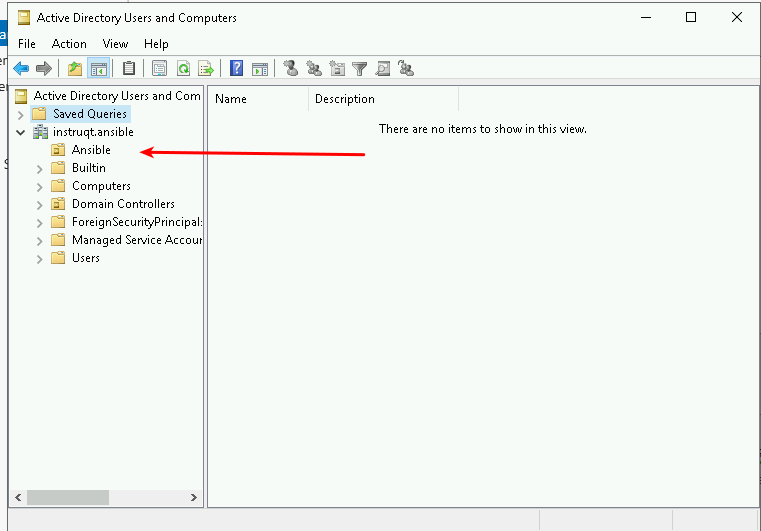 Active Directory Users and Computers
File Action View Help
Active Directory Users and Com
Saved Queries
instruqt.ansible
Ansible
Builtin
Computers
Domain Controllers
ForeignSecurityPrincipal:
Managed Service Accour
Users
Name Description
There are no items to show in this view.